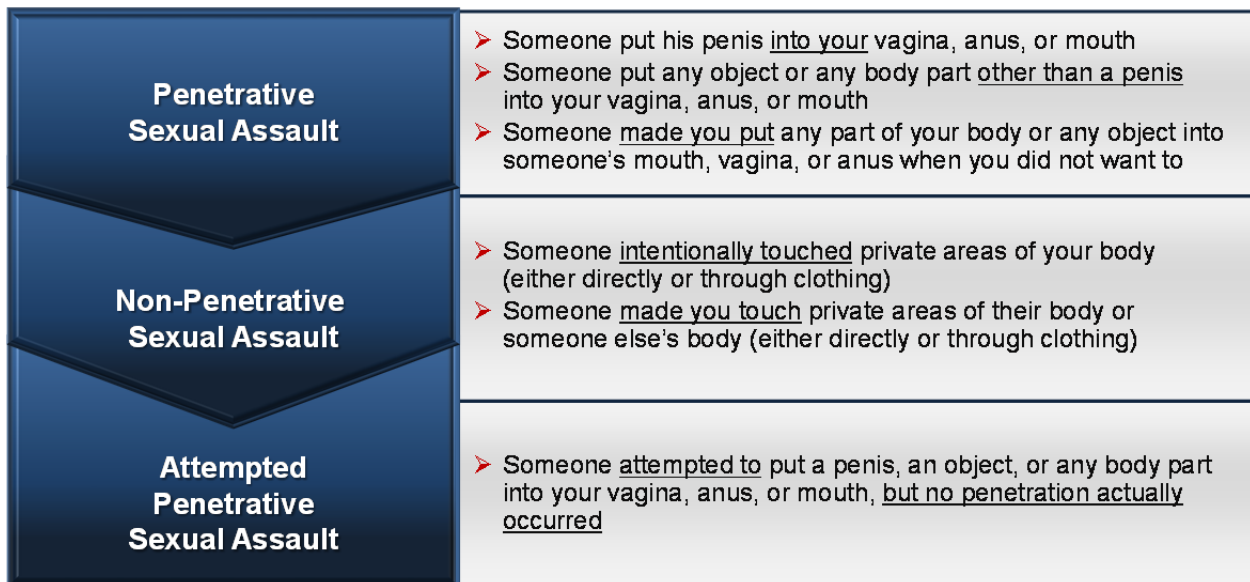 Penetrative
Sexual Assault
➢ Someone put his penis into your vagina, anus, or mouth
➢ Someone put any object or any body part other than a penis
into your vagina, anus, or mouth
➢ Someone made you put any part of your body or any object into
someone's mouth, vagina, or anus when you did not want to
Non-Penetrative
Sexual Assault
➢ Someone intentionally touched private areas of your body
(either directly or through clothing)
➢ Someone made you touch private areas of their body or
someone else's body (either directly or through clothing)
Attempted
Penetrative
Sexual Assault
➢ Someone attempted to put a penis, an object, or any body part
into your vagina, anus, or mouth, but no penetration actually
occurred